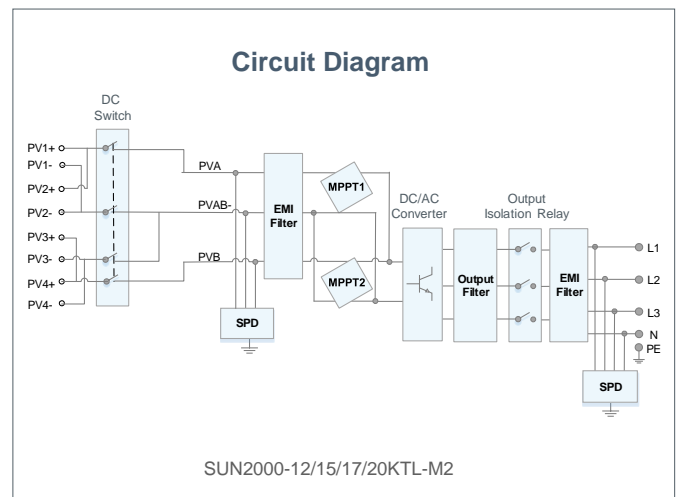 Circuit Diagram
DC
Switch
PV1+
PV1-
PV2+
PV2-
PV3+
PV3-
PV4+
PV4-
PVA
PVAB-
PVB
EMI
Filter
SPD
MPPT1
MPPT2
DC/AC
Converter
Output
Filter
Output
Isolation Relay
EMI
Filter
L1
L2
L3
N
PE
SPD
SUN2000-12/15/17/20KTL-M2